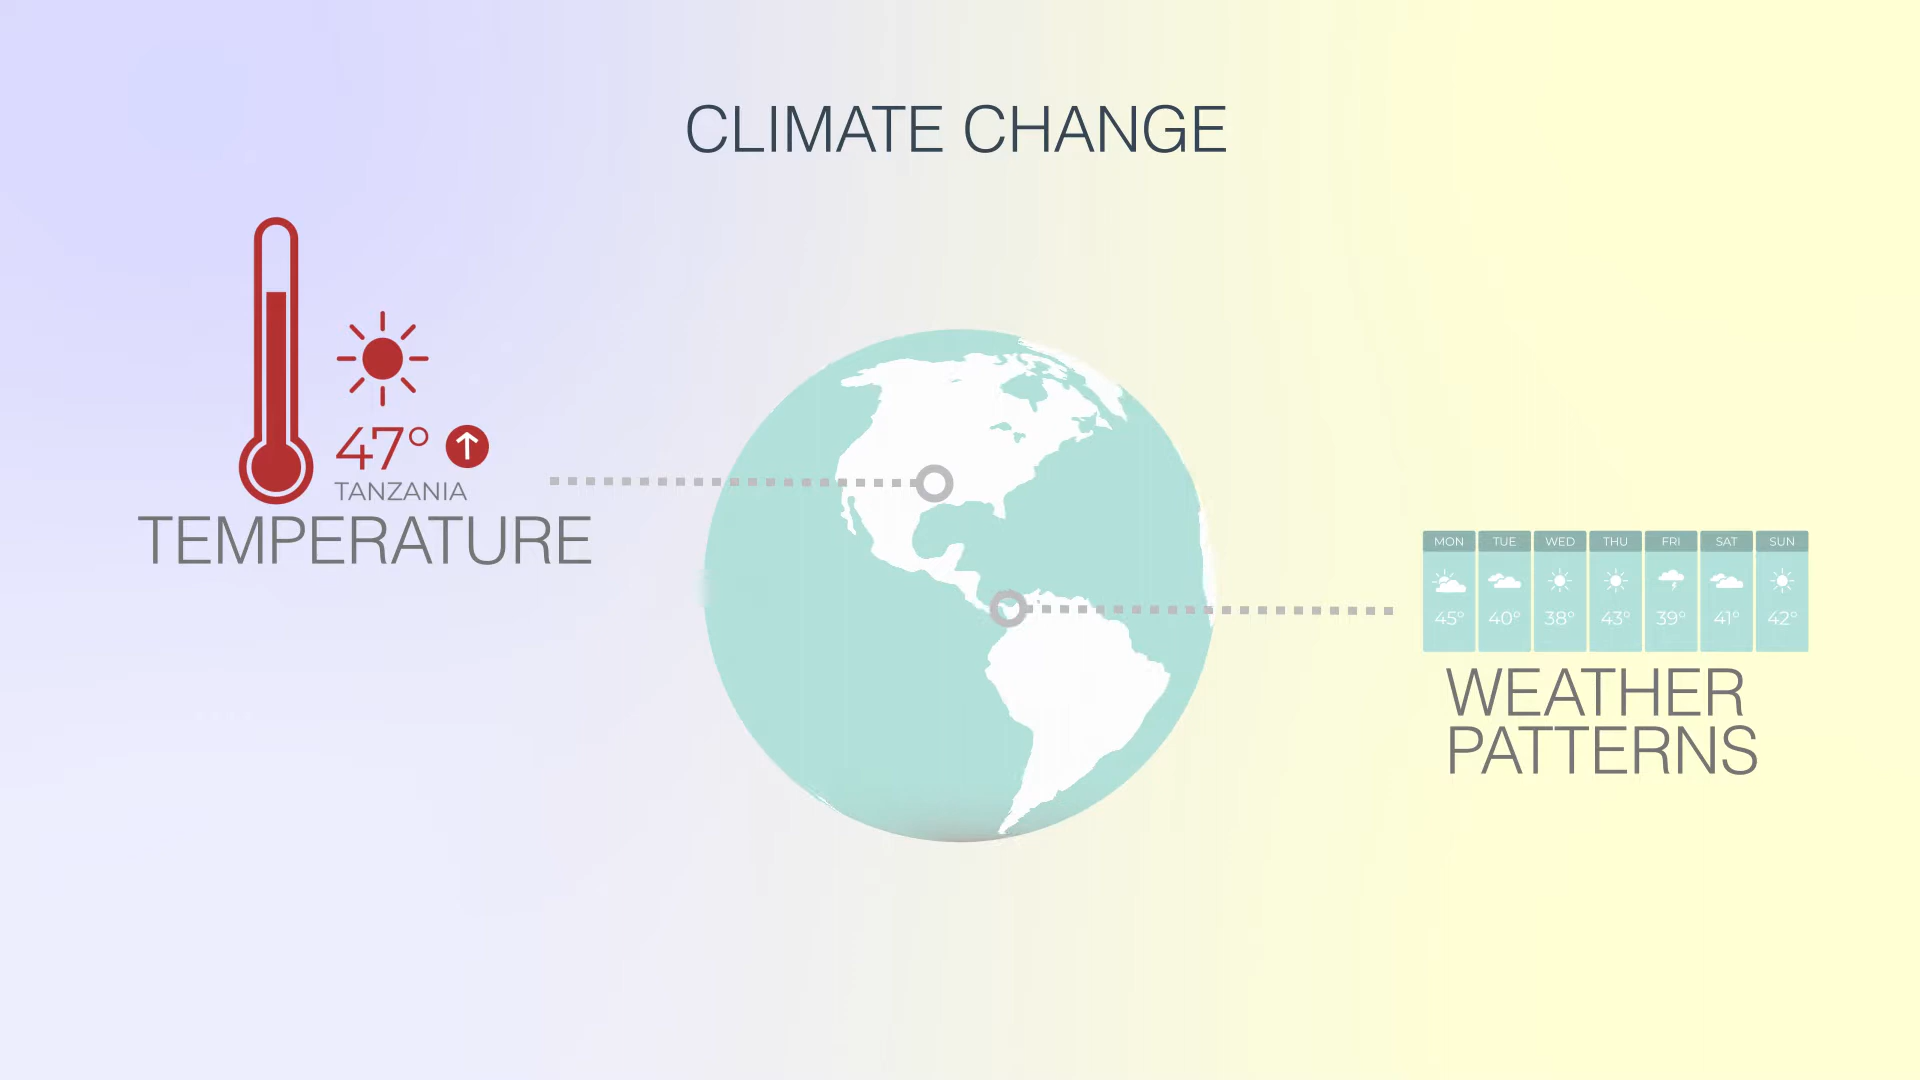 CLIMATE CHANGE
47°
TANZANIA
TEMPERATURE
MON TUE WED THU FRI SAT SUN
45° 40° 38° 43° 39° 41° 42°
WEATHER
PATTERNS